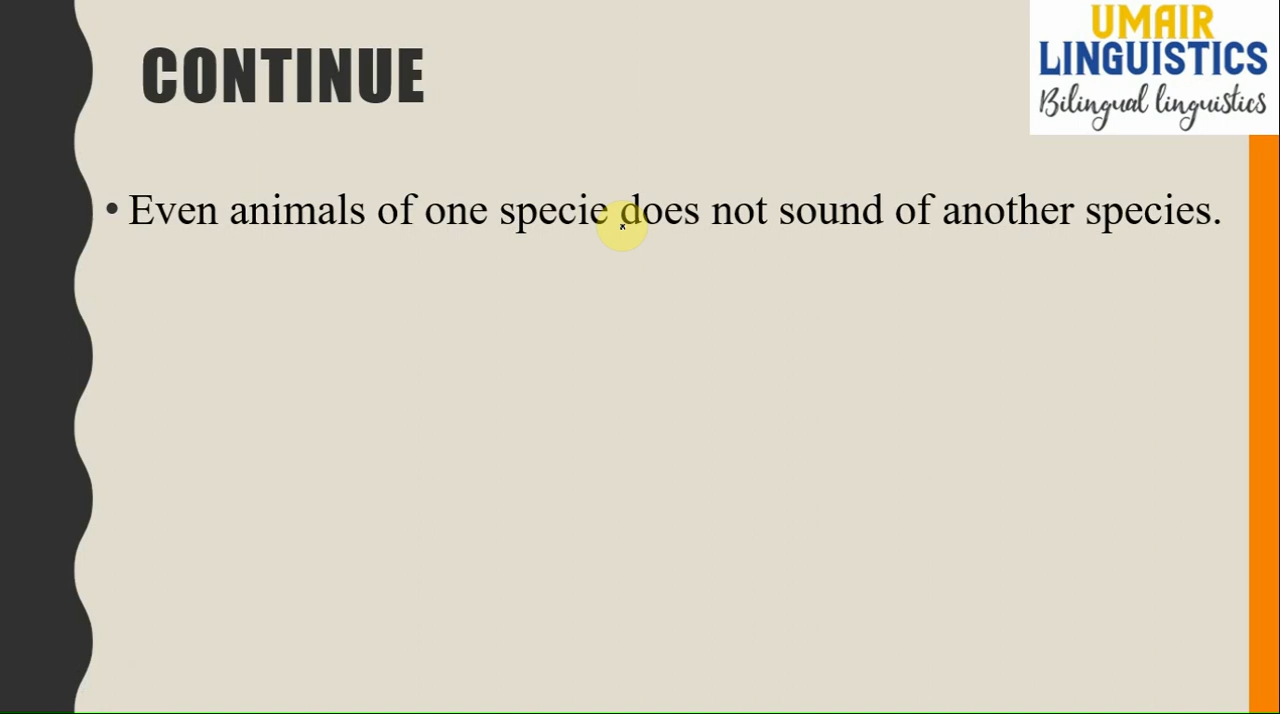 UMAIR
LINGUISTICS
Bilingual linguistics
CONTINUE
• Even animals of one specie does not sound of another species.